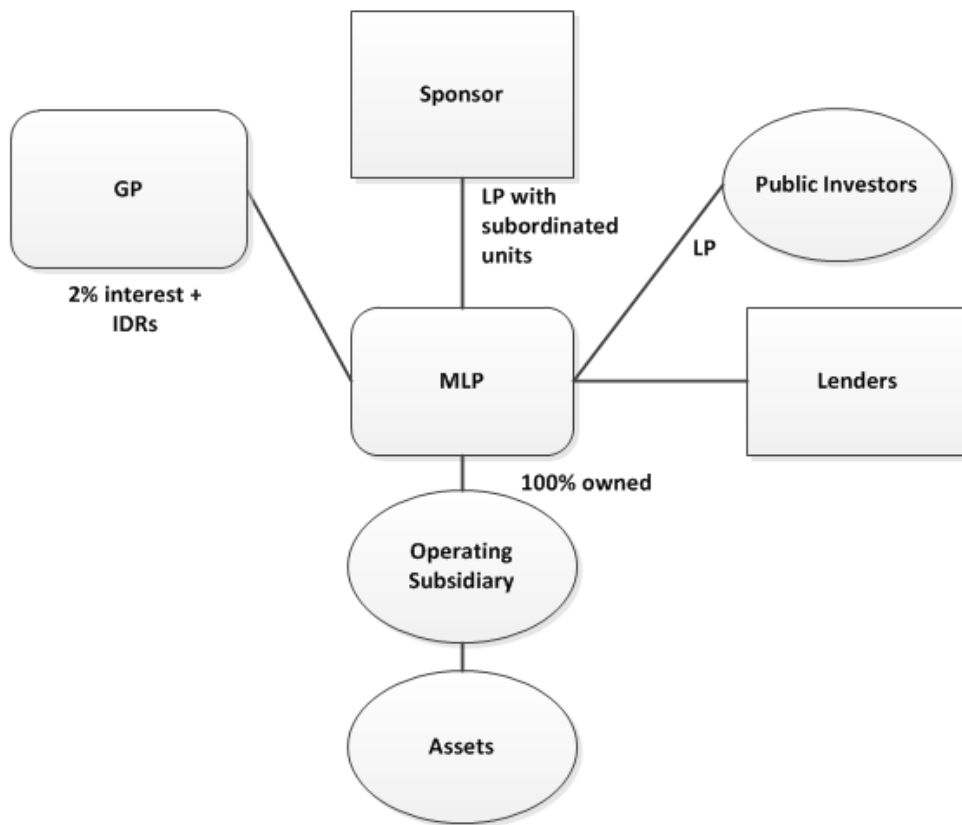 Sponsor
GP
Public Investors
LP with
subordinated
units
LP
2% interest +
IDRs
MLP
Lenders
100% owned
Operating
Subsidiary
Assets